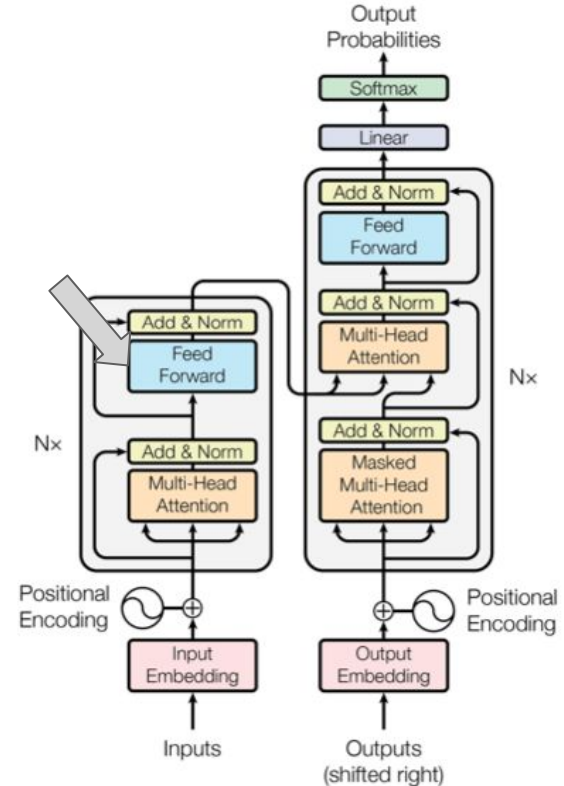 Output
Probabilities
Softmax
Linear
Add & Norm
Feed
Forward
Add & Norm
Multi-Head
Attention
Add & Norm
Masked
Multi-Head
Attention
Nx
Add & Norm
Feed
Forward
Add & Norm
Multi-Head
Attention
Nx
Positional
Encoding
Positional
Encoding
Input
Embedding
Output
Embedding
Inputs
Outputs
(shifted right)